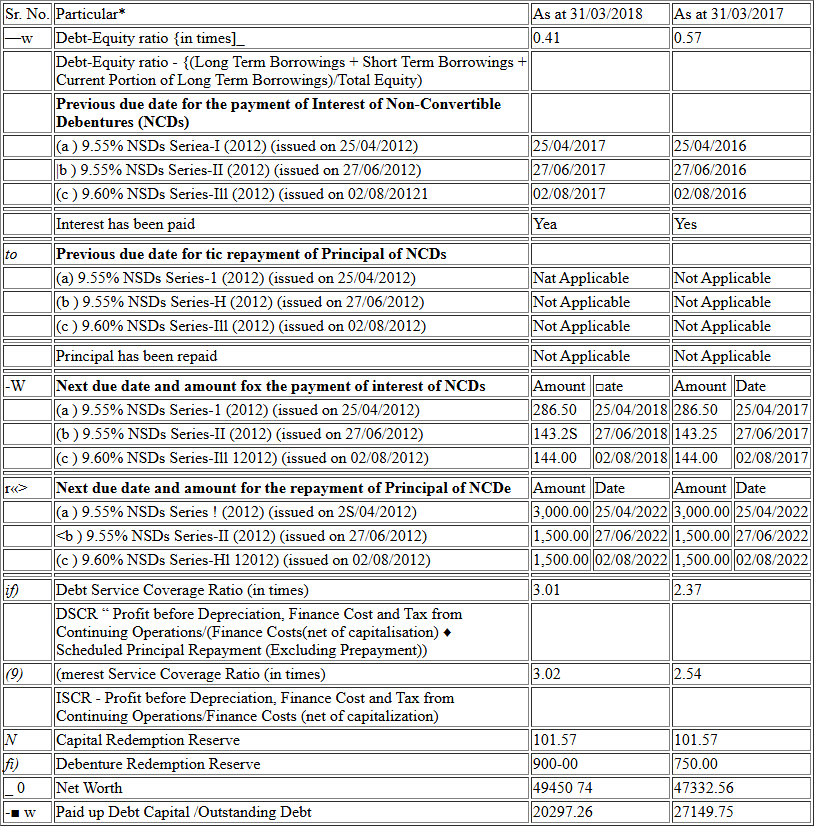 Sr. No. Particular* As at 31/03/2018 As at 31/03/2017
—w Debt-Equity ratio {in times]_ 0.41 0.57
Debt-Equity ratio - {(Long Term Borrowings + Short Term Borrowings +
Current Portion of Long Term Borrowings)/Total Equity)
Previous due date for the payment of Interest of Non-Convertible
Debentures (NCDs)
(a ) 9.55% NSDs Seriea-I (2012) (issued on 25/04/2012) 25/04/2017 25/04/2016
|b ) 9.55% NSDs Series-II (2012) (issued on 27/06/2012) 27/06/2017 27/06/2016
(c ) 9.60% NSDs Series-Ill (2012) (issued on 02/08/20121 02/08/2017 02/08/2016
Interest has been paid Yea Yes
to Previous due date for tic repayment of Principal of NCDs
(a) 9.55% NSDs Series-1 (2012) (issued on 25/04/2012) Nat Applicable Not Applicable
(b ) 9.55% NSDs Series-H (2012) (issued on 27/06/2012) Not Applicable Not Applicable
(c ) 9.60% NSDs Series-Ill (2012) (issued on 02/08/2012) Not Applicable Not Applicable
Principal has been repaid Not Applicable Not Applicable
-W Next due date and amount fox the payment of interest of NCDs Amount □ate Amount Date
(a ) 9.55% NSDs Series-1 (2012) (issued on 25/04/2012) 286.50 25/04/2018 286.50 25/04/2017
(b ) 9.55% NSDs Series-II (2012) (issued on 27/06/2012) 143.2S 27/06/2018 143.25 27/06/2017
(c ) 9.60% NSDs Series-Ill 12012) (issued on 02/08/2012) 144.00 02/08/2018 144.00 02/08/2017
r«> Next due date and amount for the repayment of Principal of NCDe Amount Date Amount Date
(a ) 9.55% NSDs Series ! (2012) (issued on 2S/04/2012) 3,000.00 25/04/2022 3,000.00 25/04/2022
<b ) 9.55% NSDs Series-II (2012) (issued on 27/06/2012) 1,500.00 27/06/2022 1,500.00 27/06/2022
(c ) 9.60% NSDs Series-Hl 12012) (issued on 02/08/2012) 1,500.00 02/08/2022 1,500.00 02/08/2022
if) Debt Service Coverage Ratio (in times) 3.01 2.37
DSCR “ Profit before Depreciation, Finance Cost and Tax from
Continuing Operations/(Finance Costs(net of capitalisation) ♦
Scheduled Principal Repayment (Excluding Prepayment))
(9) (merest Service Coverage Ratio (in times) 3.02 2.54
ISCR - Profit before Depreciation, Finance Cost and Tax from
Continuing Operations/Finance Costs (net of capitalization)
N Capital Redemption Reserve 101.57 101.57
fi) Debenture Redemption Reserve 900-00 750.00
_ 0 Net Worth 49450 74 47332.56
-■ w Paid up Debt Capital /Outstanding Debt 20297.26 27149.75